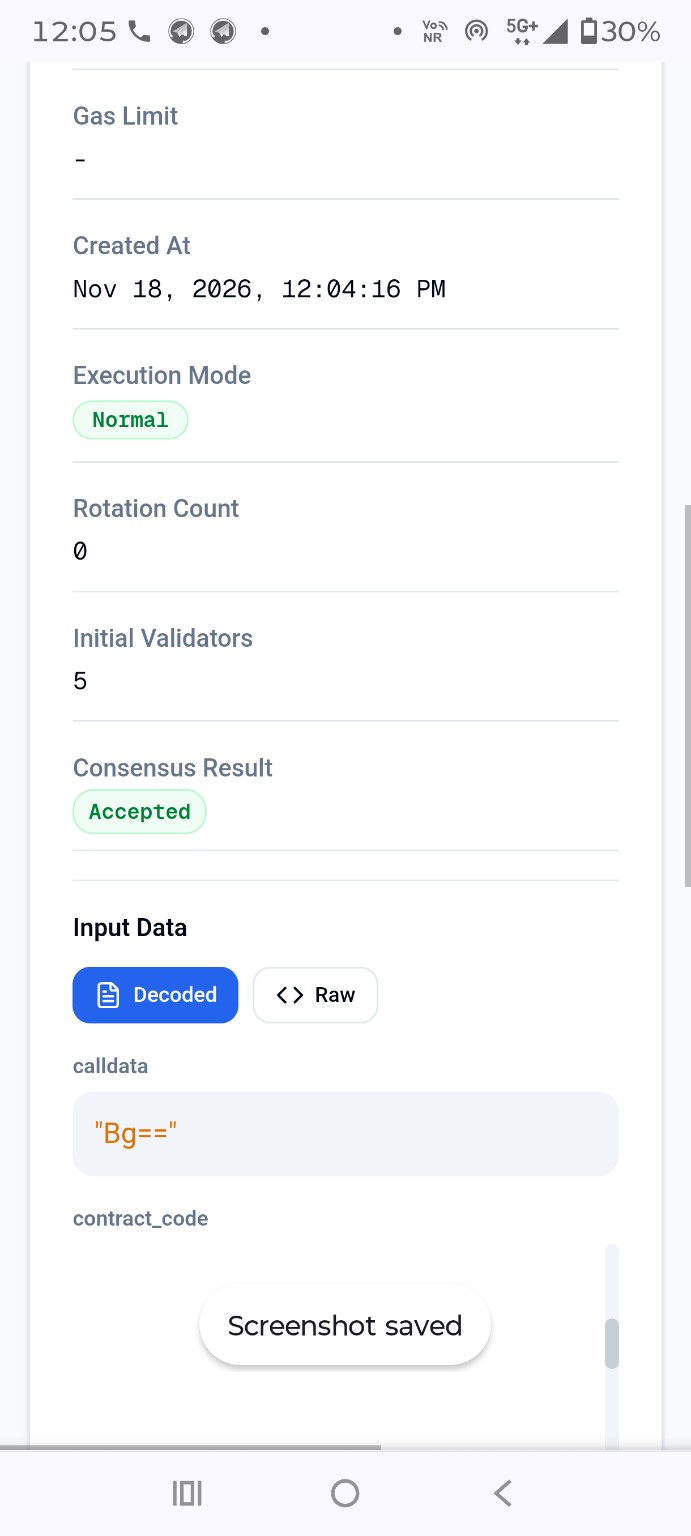 12:05
Vo NR
5G+
30%
Gas Limit
-
Created At
Nov 18, 2026, 12:04:16 PM
Execution Mode
Normal
Rotation Count
0
Initial Validators
5
Consensus Result
Accepted
Input Data
Decoded
Raw
calldata
"Bg=="
contract_code
Screenshot saved